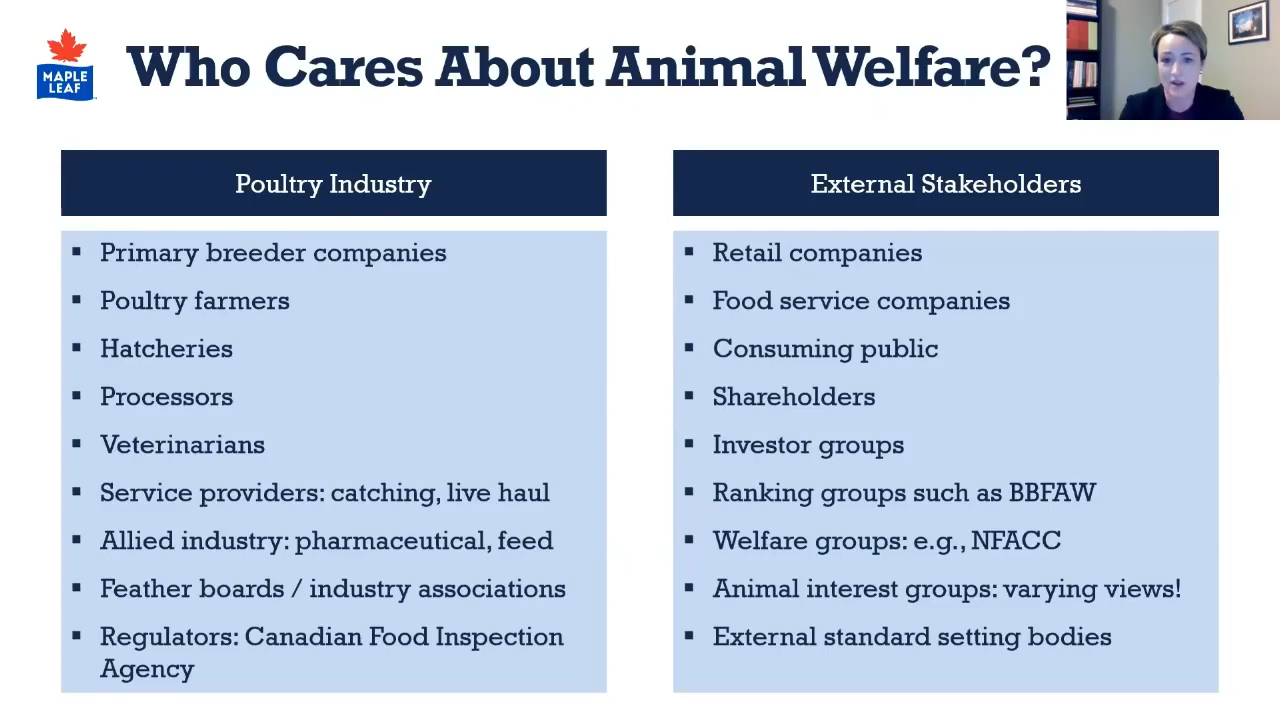 MAPLE
LEAF
Who Cares About Animal Welfare?
Poultry Industry
▪ Primary breeder companies
▪ Poultry farmers
▪ Hatcheries
▪ Processors
▪ Veterinarians
▪ Service providers: catching, live haul
▪ Allied industry: pharmaceutical, feed
▪ Feather boards / industry associations
▪ Regulators: Canadian Food Inspection
Agency
External Stakeholders
▪ Retail companies
▪ Food service companies
▪ Consuming public
▪ Shareholders
▪ Investor groups
▪ Ranking groups such as BBFAW
▪ Welfare groups: e.g., NFACC
▪ Animal interest groups: varying views!
▪ External standard setting bodies